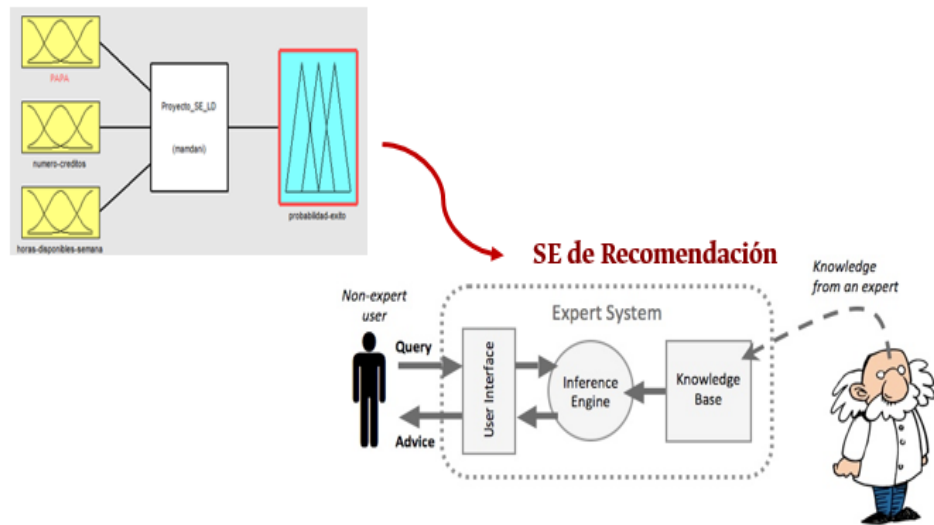 PAPA
Proyecto_SE_LD
(mamdani)
numero-creditos
horas-disponibles-semana
probabilidad-exito
SE de Recomendación
Knowledge
from an expert
Non-expert
user
Expert System
Query
Advice
User Interface
Inference
Engine
Knowledge
Base